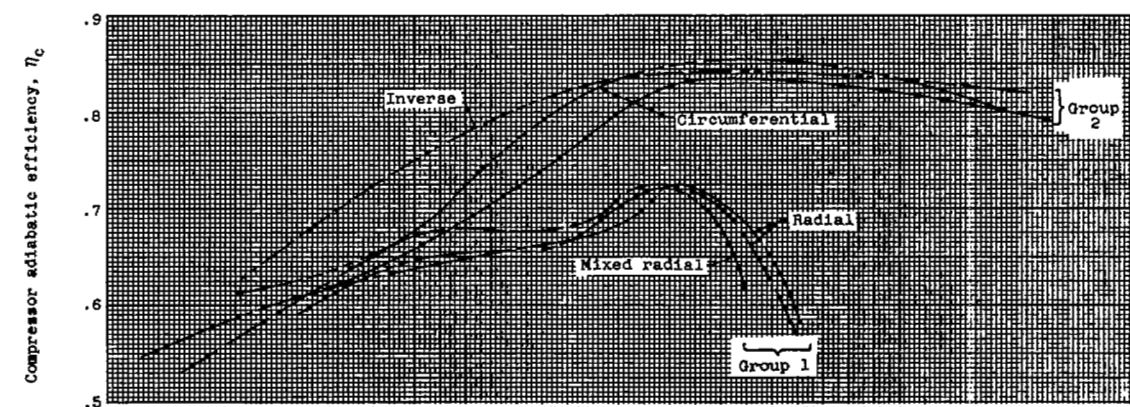 Compressor adiabatic efficiency, ηc
.9
.8
.7
.6
.5
Inverse
Circumferential
Group
2
Radial
Mixed radial
Group 1